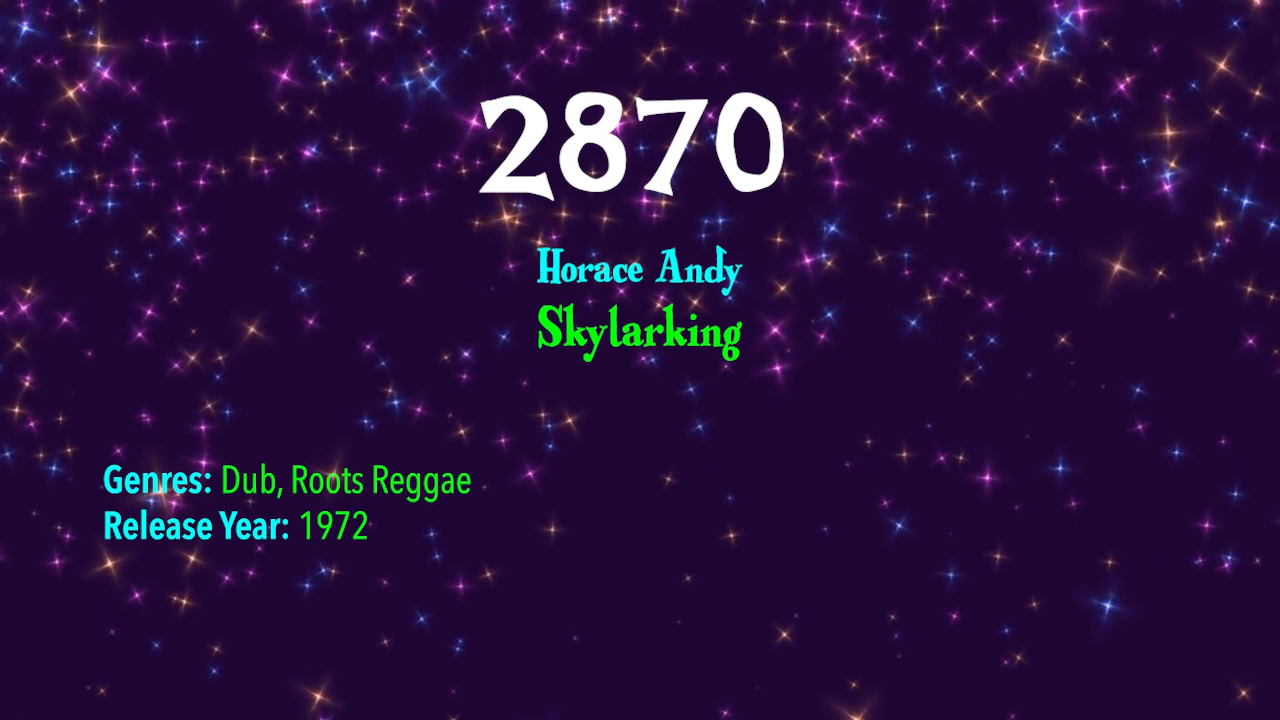 2870
Horace Andy
Skylarking
Genres: Dub, Roots Reggae
Release Year: 1972